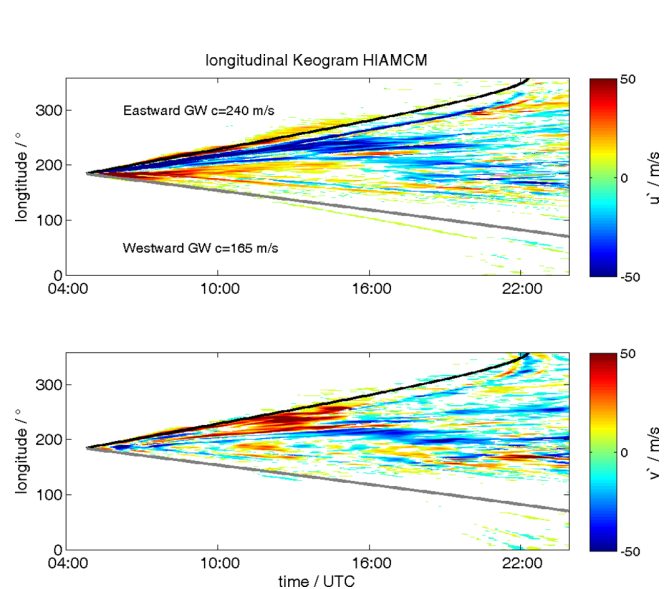 longitudinal Keogram HIAMCM
Eastward GW c=240 m/s
Westward GW c=165 m/s
longtitude / °
300
200
100
0
04:00 10:00 16:00 22:00
50
0
-50
u` / m/s
longitude / °
300
200
100
0
04:00 10:00 16:00 22:00
time / UTC
50
0
-50
v` / m/s